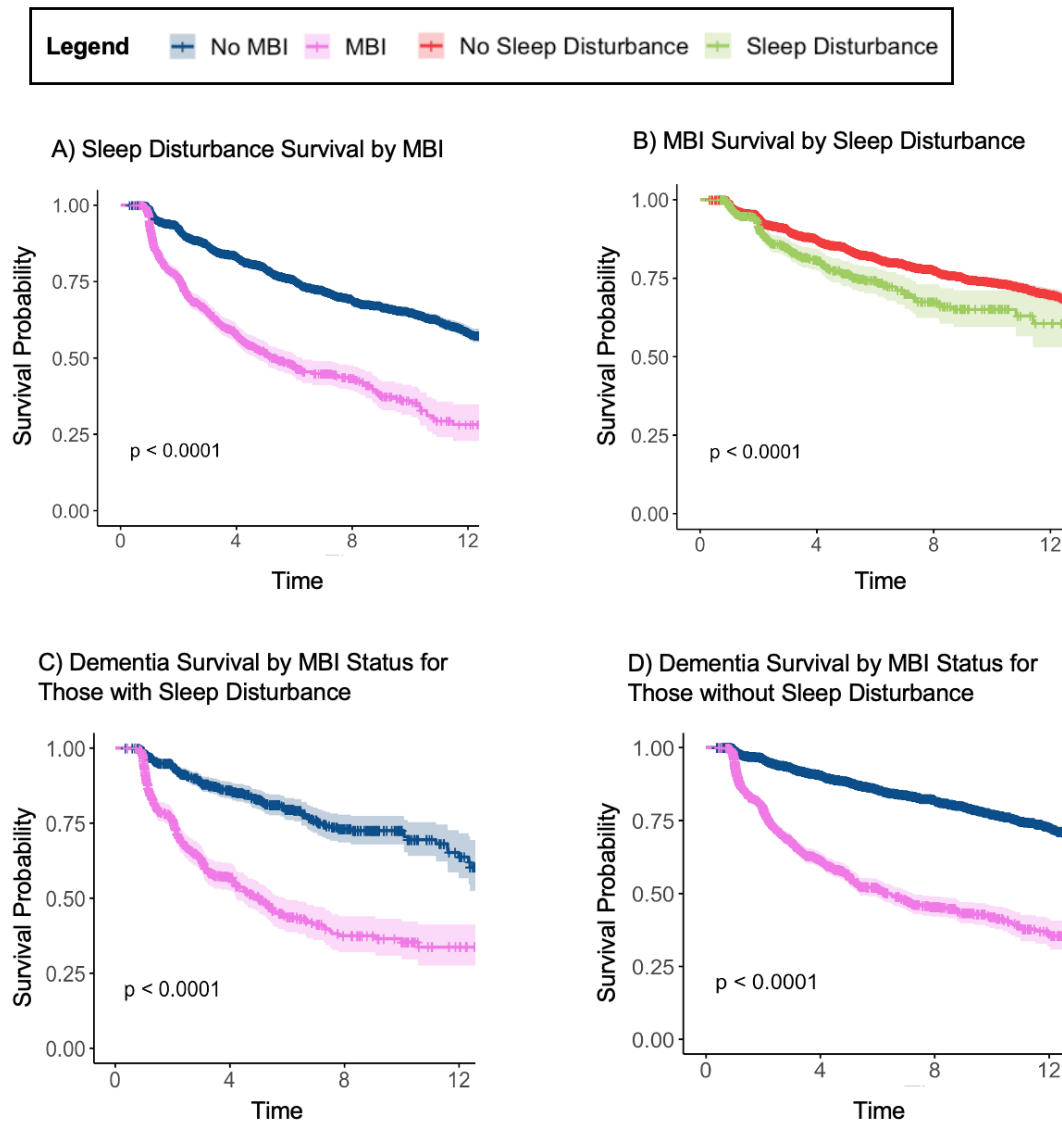 Legend No MBI MBI No Sleep Disturbance Sleep Disturbance
A) Sleep Disturbance Survival by MBI
Survival Probability
1.00
0.75
0.50
0.25
0.00
p < 0.0001
0 4 8 12
Time
B) MBI Survival by Sleep Disturbance
Survival Probability
1.00
0.75
0.50
0.25
0.00
p < 0.0001
0 4 8 12
Time
C) Dementia Survival by MBI Status for
Those with Sleep Disturbance
Survival Probability
1.00
0.75
0.50
0.25
0.00
p < 0.0001
0 4 8 12
Time
D) Dementia Survival by MBI Status for
Those without Sleep Disturbance
Survival Probability
1.00
0.75
0.50
0.25
0.00
p < 0.0001
0 4 8 12
Time